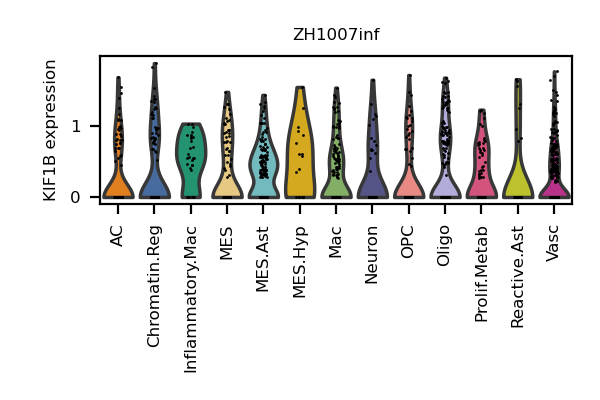 ZH1007inf
KIF1B expression
1
0
AC
Chromatin.Reg
Inflammatory.Mac
MES
MES.Ast
MES.Hyp
Mac
Neuron
OPC
Oligo
Prolif.Metab
Reactive.Ast
Vasc